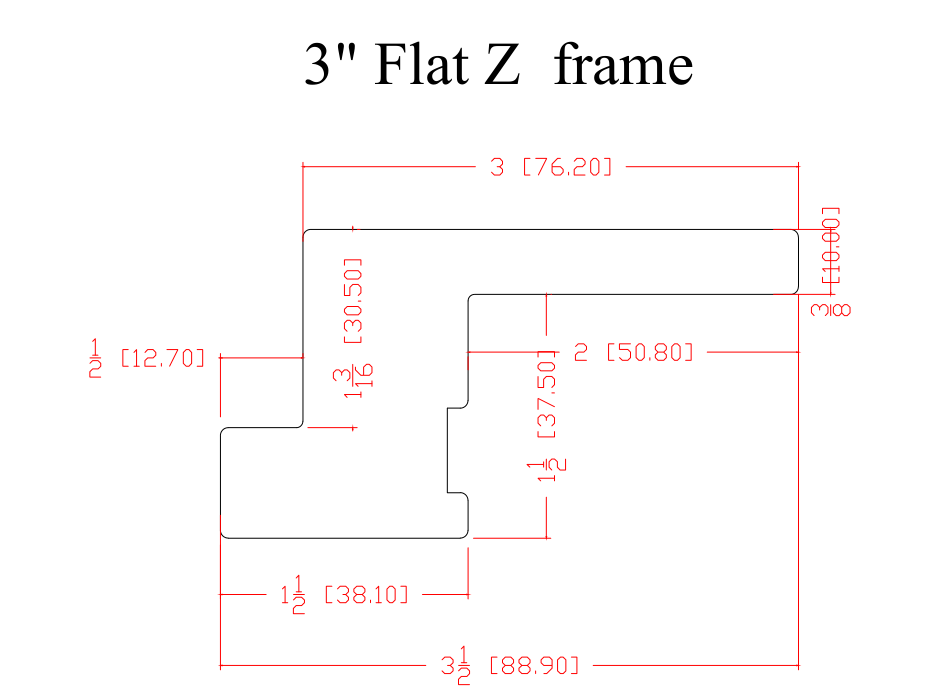 3" Flat Z frame
3 [76.20]
3/8 [10.00]
1 3/16 [30.50]
1/2 [12.70]
2 [50.80]
1 1/2 [37.50]
1 1/2 [38.10]
3 1/2 [88.90]